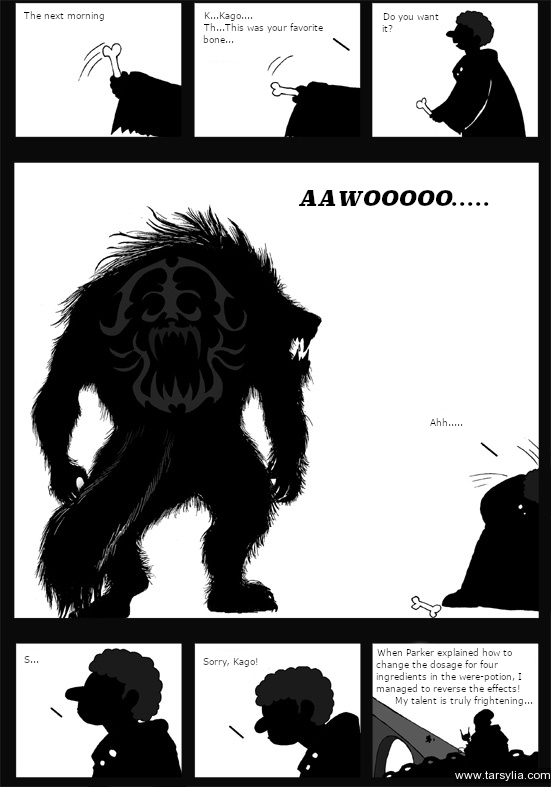 The next morning
K...Kago....
Th...This was your favorite
bone...
Do you want
it?
AAWOOOOO.....
Ahh.....
S...
Sorry, Kago!
When Parker explained how to
change the dosage for four
ingredients in the were-potion, I
managed to reverse the effects!
My talent is truly frightening...
www.tarsylia.com